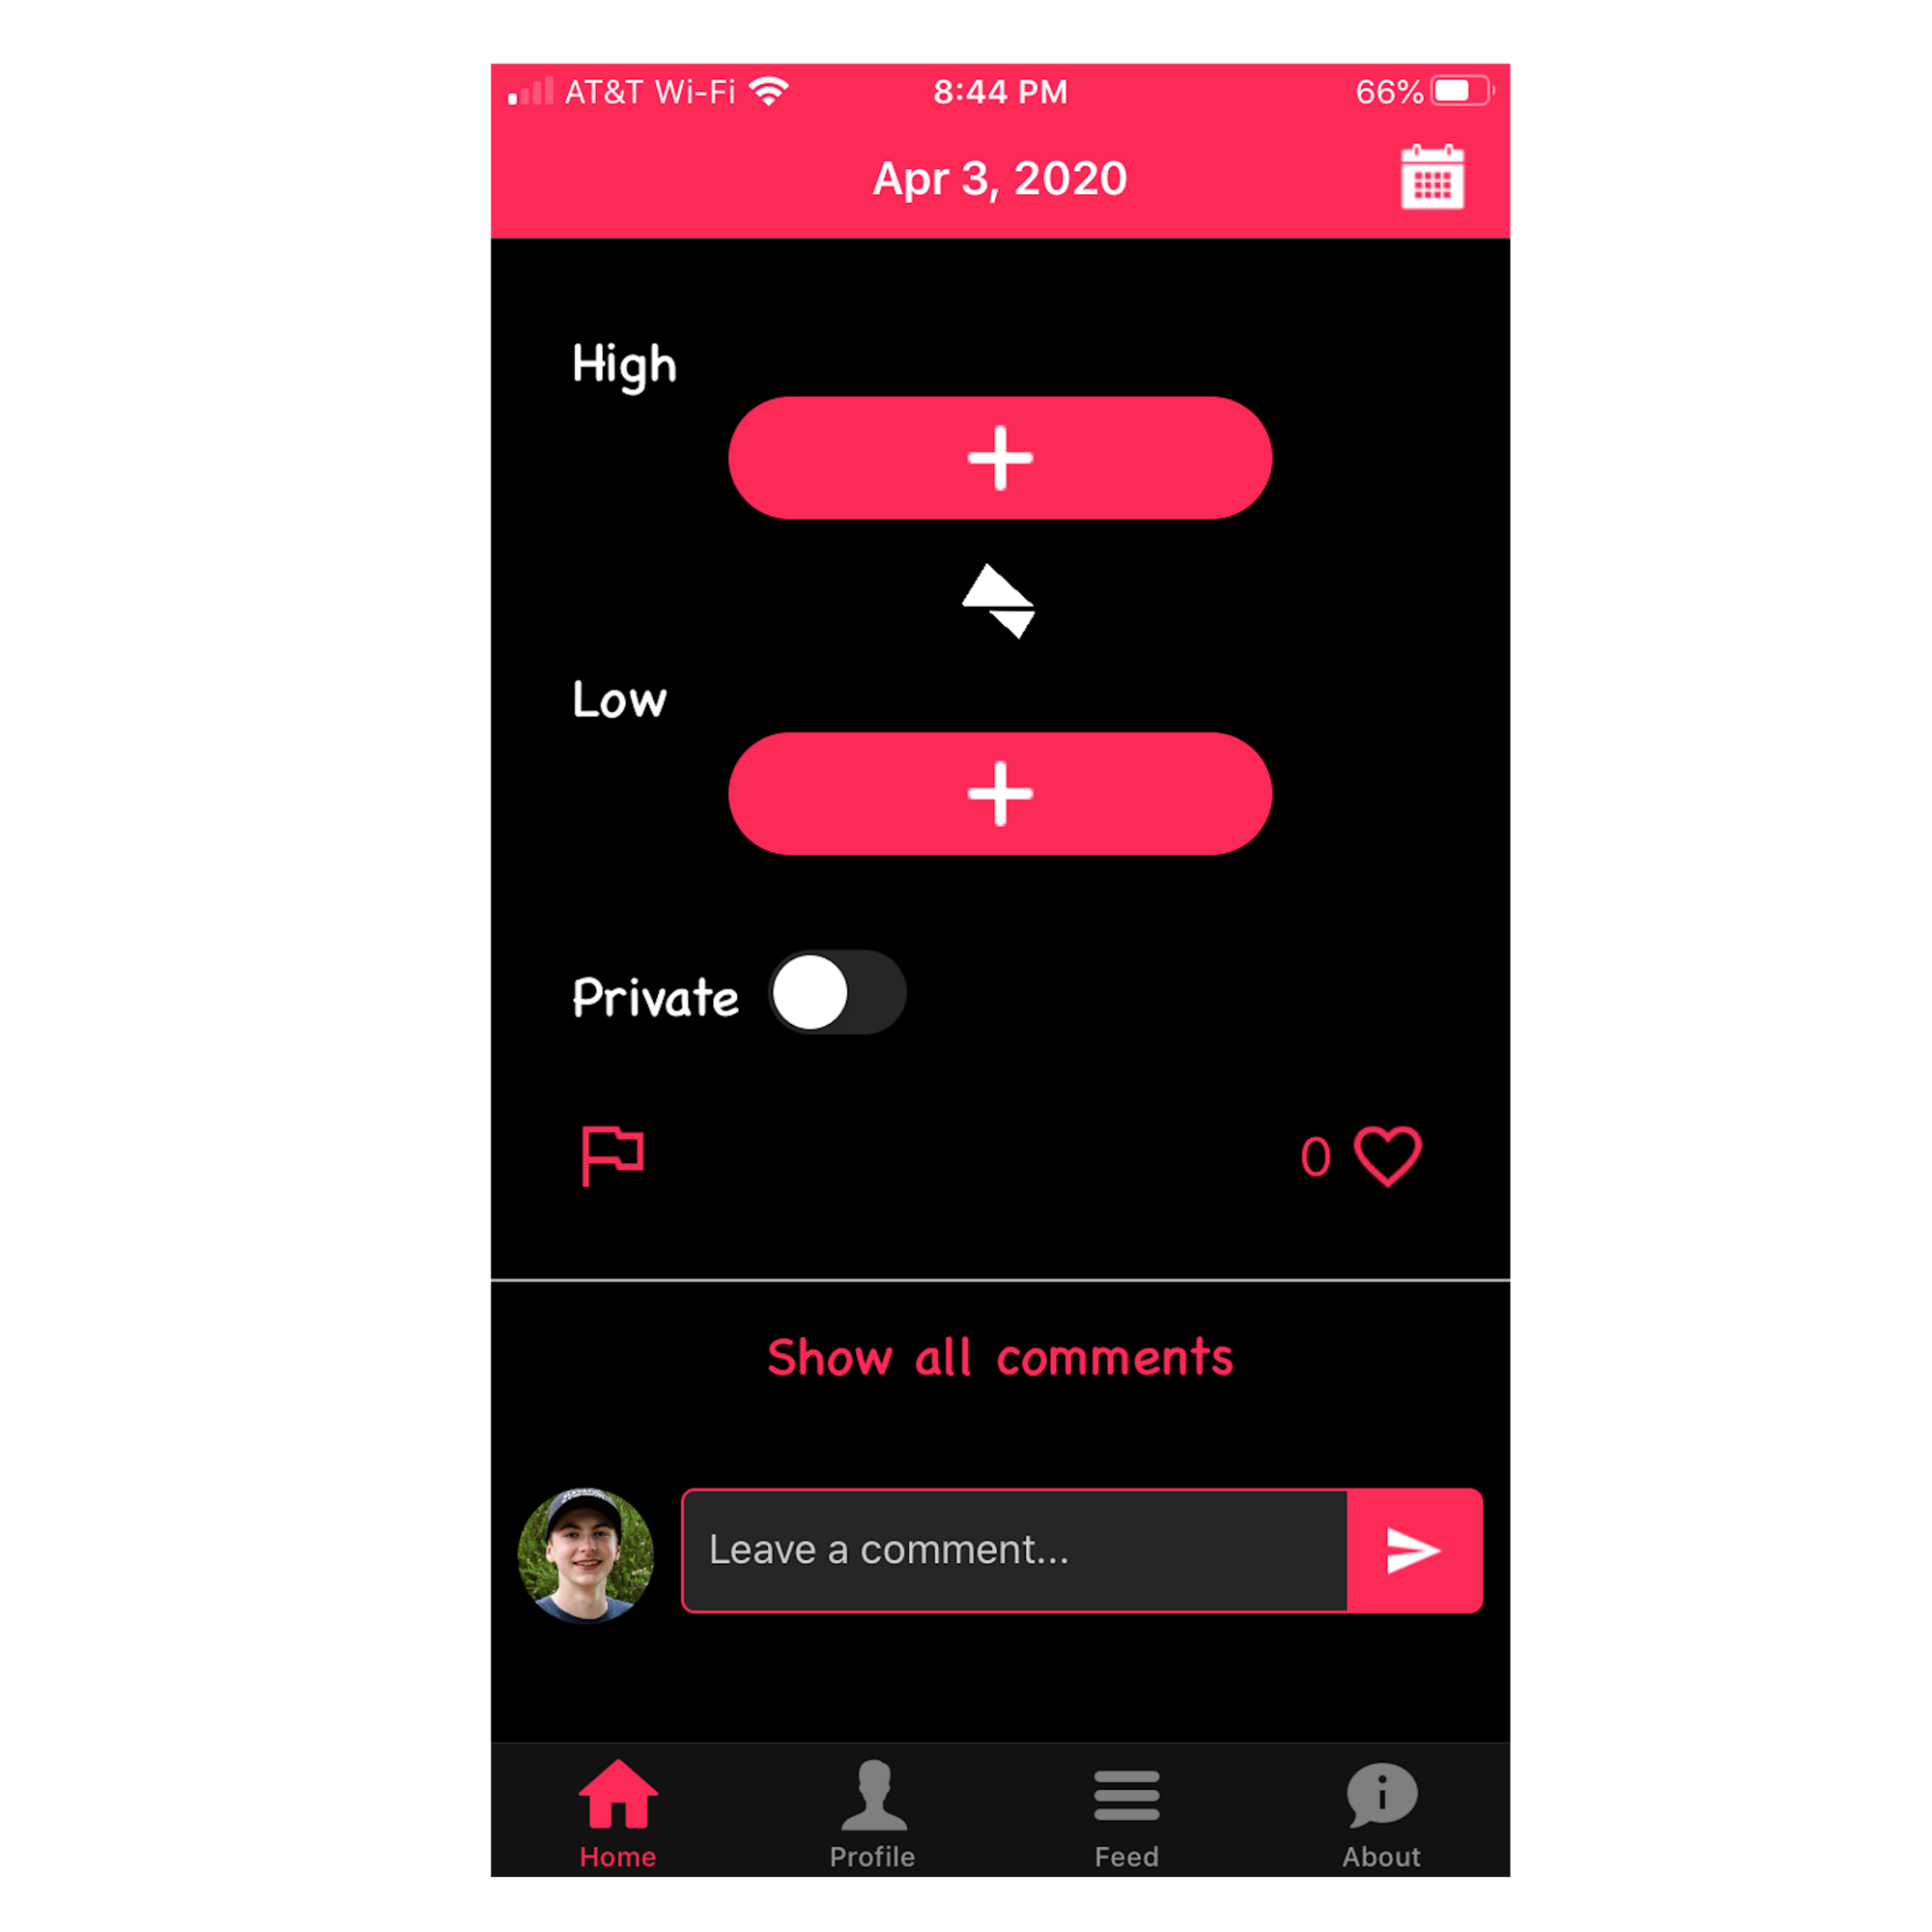 AT&T Wi-Fi 8:44 PM 66%
Apr 3, 2020
High
Low
Private
0
Show all comments
Leave a comment...
Home Profile Feed About